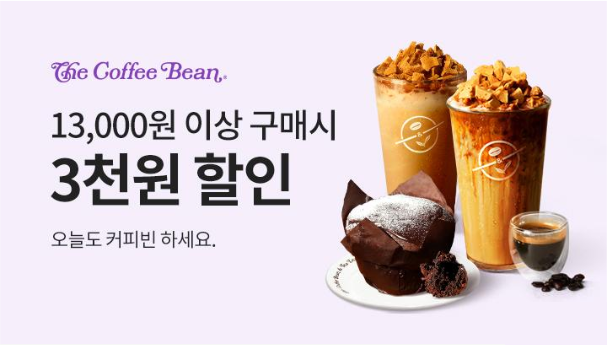 The Coffee Bean®
13,000원 이상 구매시
3천원 할인
오늘도 커피빈 하세요.